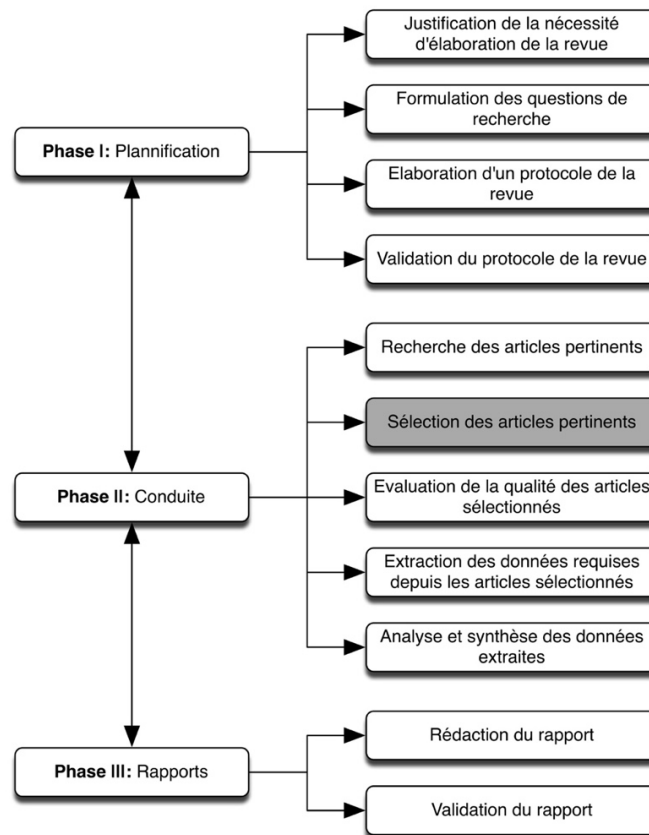 Justification de la nécessité
d'élaboration de la revue
Formulation des questions de
recherche
Phase I: Plannification
Elaboration d'un protocole de la
revue
Validation du protocole de la revue
Recherche des articles pertinents
Sélection des articles pertinents
Phase II: Conduite
Evaluation de la qualité des articles
sélectionnés
Extraction des données requises
depuis les articles sélectionnés
Analyse et synthèse des données
extraites
Rédaction du rapport
Phase III: Rapports
Validation du rapport